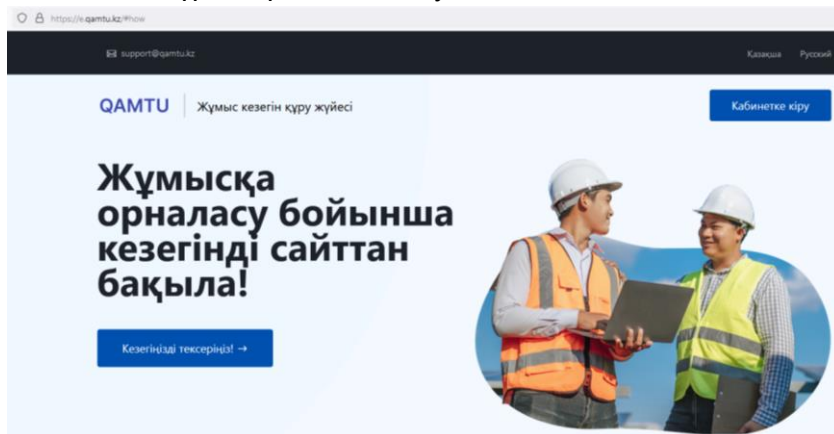 https://e.qamtu.kz/#how
support@qamtu.kz
Казақша Русский
QAMTU Жұмыс кезегін құру жүйесі
Кабинетке кіру
Жұмысқа
орналасу бойынша
кезегіңді сайттан
бақыла!
Кезегіңізді тексеріңіз! →